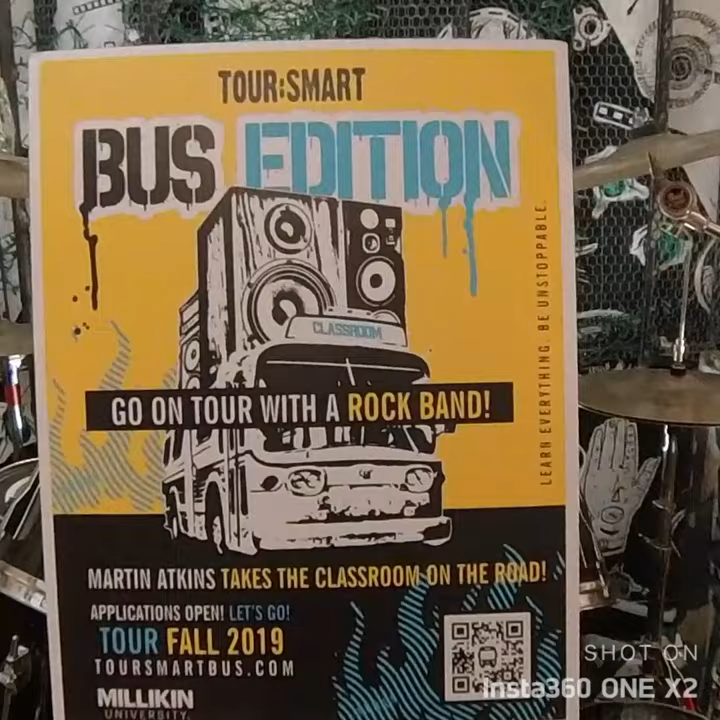 TOUR:SMART
BUS EDITION
CLASSROOM
GO ON TOUR WITH A ROCK BAND!
LEARN EVERYTHING. BE UNSTOPPABLE.
MARTIN ATKINS TAKES THE CLASSROOM ON THE ROAD!
APPLICATIONS OPEN! LET'S GO!
TOUR FALL 2019
TOURSMARTBUS.COM
MILLIKIN
UNIVERSITY.
SHOT ON
Insta360 ONE X2